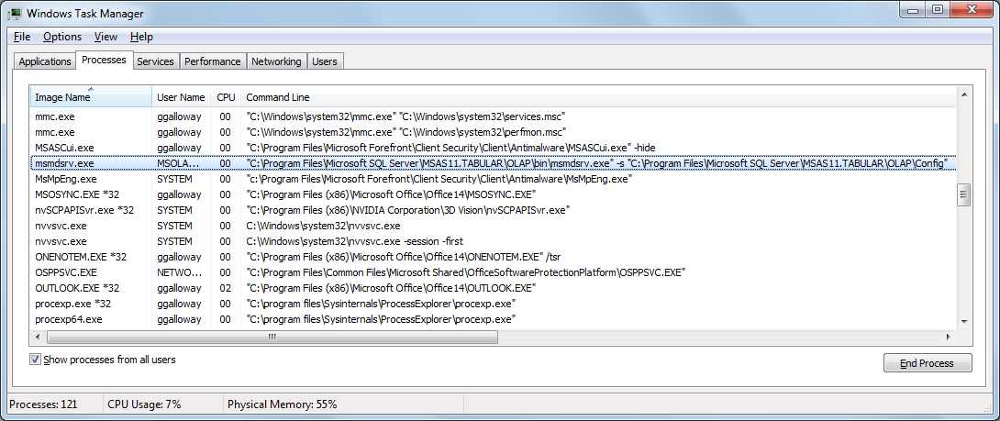 Windows Task Manager
File Options View Help
Applications Processes Services Performance Networking Users
Image Name User Name CPU Command Line
mmc.exe ggalloway 00 "C:\Windows\system32\mmc.exe" "C:\Windows\system32\services.msc"
mmc.exe ggalloway 00 "C:\Windows\system32\mmc.exe" "C:\Windows\system32\perfmon.msc"
MSASCui.exe ggalloway 00 "C:\Program Files\Microsoft Forefront\Client Security\Client\Antimalware\MSASCui.exe" -hide
msmdsrv.exe MSOLA... 00 "C:\Program Files\Microsoft SQL Server\MSAS11.TABULAR\OLAP\bin\msmdsrv.exe" -s "C:\Program Files\Microsoft SQL Server\MSAS11.TABULAR\OLAP\Config"
MsMpEng.exe SYSTEM 00 "c:\Program Files\Microsoft Forefront\Client Security\Client\Antimalware\MsMpEng.exe"
MSOSYNC.EXE *32 ggalloway 00 "C:\Program Files (x86)\Microsoft Office\Office14\MSOSYNC.EXE"
nvSCPAPISvr.exe *32 SYSTEM 00 "C:\Program Files (x86)\NVIDIA Corporation\3D Vision\nvSCPAPISvr.exe"
nvvsvc.exe SYSTEM 00 C:\Windows\system32\nvvsvc.exe
nvvsvc.exe SYSTEM 00 C:\Windows\system32\nvvsvc.exe -session -first
ONENOTEM.EXE *32 ggalloway 00 "C:\Program Files (x86)\Microsoft Office\Office14\ONENOTEM.EXE" /tsr
OSPPSVC.EXE NETWO... 00 "C:\Program Files\Common Files\Microsoft Shared\OfficeSoftwareProtectionPlatform\OSPPSVC.EXE"
OUTLOOK.EXE *32 ggalloway 02 "C:\Program Files (x86)\Microsoft Office\Office14\OUTLOOK.EXE"
procexp.exe *32 ggalloway 00 "C:\program files\Sysinternals\ProcessExplorer\procexp.exe"
procexp64.exe ggalloway 00 "C:\program files\Sysinternals\ProcessExplorer\procexp.exe"
Show processes from all users
End Process
Processes: 121 CPU Usage: 7% Physical Memory: 55%